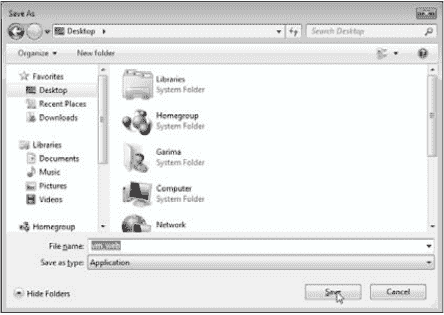 Save As
Desktop
Search Desktop
Organize
New folder
Favorites
Desktop
Recent Places
Downloads
Libraries
Documents
Music
Pictures
Videos
Homegroup
Libraries
System Folder
Homegroup
System Folder
Garima
System Folder
Computer
System Folder
Network
File name: vm_web
Save as type: Application
Hide Folders
Save
Cancel